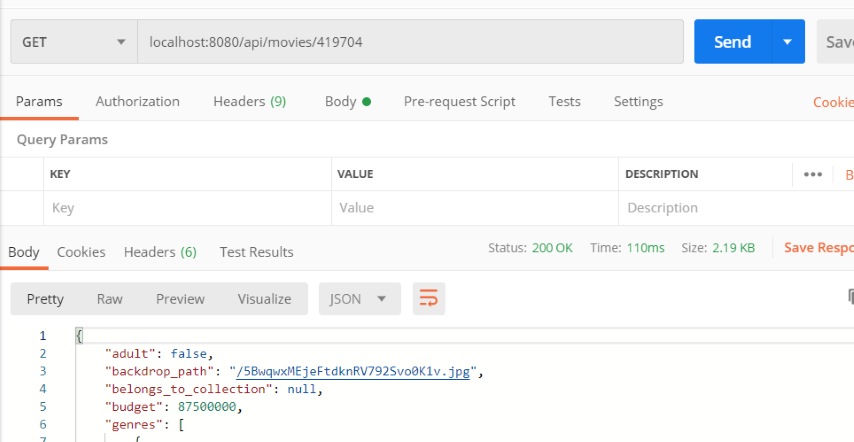 GET localhost:8080/api/movies/419704 Send Sav
Params Authorization Headers (9) Body Pre-request Script Tests Settings Cookie
Query Params
KEY VALUE DESCRIPTION ••• B
Key Value Description
Body Cookies Headers (6) Test Results Status: 200 OK Time: 110ms Size: 2.19 KB Save Respo
Pretty Raw Preview Visualize JSON
1 {
2 "adult": false,
3 "backdrop_path": "/5BwqwxMEjeFtdknRV792Svo0K1v.jpg",
4 "belongs_to_collection": null,
5 "budget": 87500000,
6 "genres": [
7 {